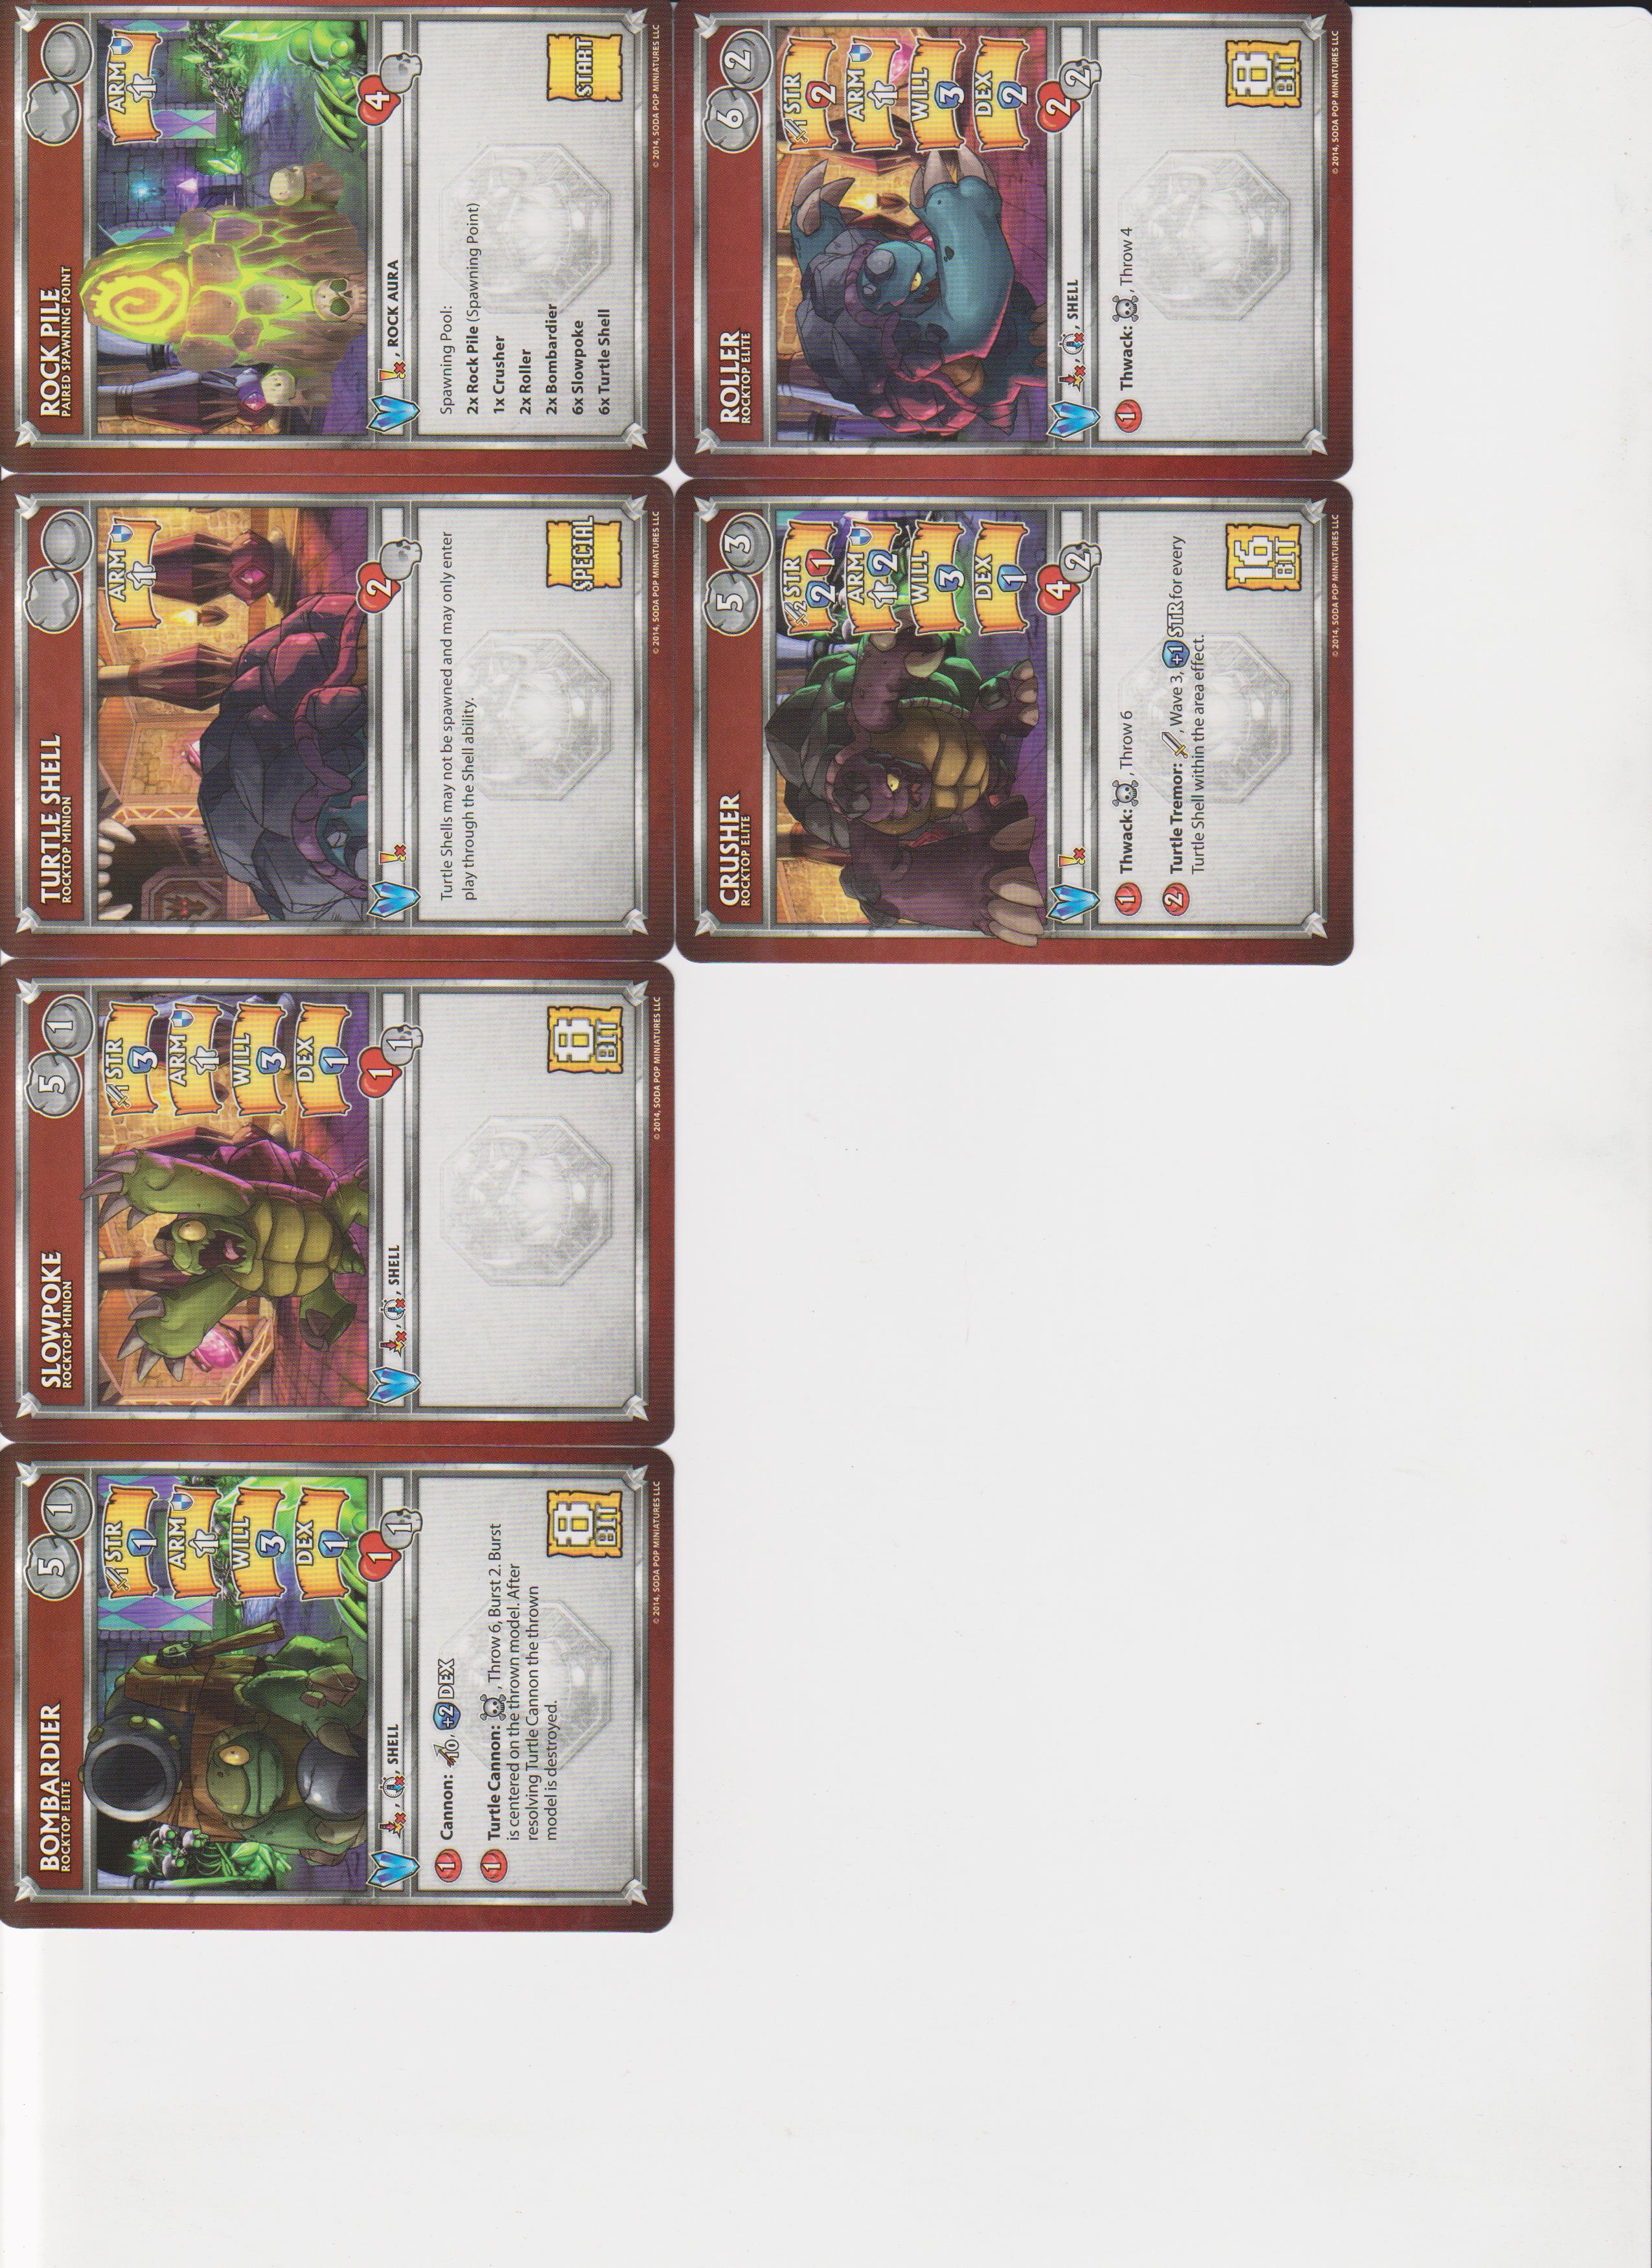 ROCK PILE
PAIRED SPAWNING POINT
ARM
1
4
, ROCK AURA
Spawning Pool:
2x Rock Pile (Spawning Point)
1x Crusher
2x Roller
2x Bombardier
6x Slowpoke
6x Turtle Shell
START
© 2014, SODA POP MINIATURES LLC
TURTLE SHELL
ROCKTOP MINION
ARM
1
2
Turtle Shells may not be spawned and may only enter
play through the Shell ability.
SPECIAL
© 2014, SODA POP MINIATURES LLC
SLOWPOKE
ROCKTOP MINION
5 1
1 STR
3
ARM
1
WILL
3
DEX
1
1 1
, , SHELL
8
BIT
© 2014, SODA POP MINIATURES LLC
BOMBARDIER
ROCKTOP ELITE
5 1
1 STR
1
ARM
1
WILL
3
DEX
1
1 1
, , SHELL
1 Cannon: 10, +2 DEX
1 Turtle Cannon: , Throw 6, Burst 2. Burst
is centered on the thrown model. After
resolving Turtle Cannon the thrown
model is destroyed.
8
BIT
© 2014, SODA POP MINIATURES LLC
ROLLER
ROCKTOP ELITE
6 2
1 STR
2
ARM
1
WILL
3
DEX
2
2 2
, , SHELL
1 Thwack: , Throw 4
8
BIT
© 2014, SODA POP MINIATURES LLC
CRUSHER
ROCKTOP ELITE
5 3
2 STR
2 1
ARM
1 2
WILL
3
DEX
1
4 2
1 Thwack: , Throw 6
2 Turtle Tremor: , Wave 3, +1 STR for every
Turtle Shell within the area effect.
16
BIT
© 2014, SODA POP MINIATURES LLC